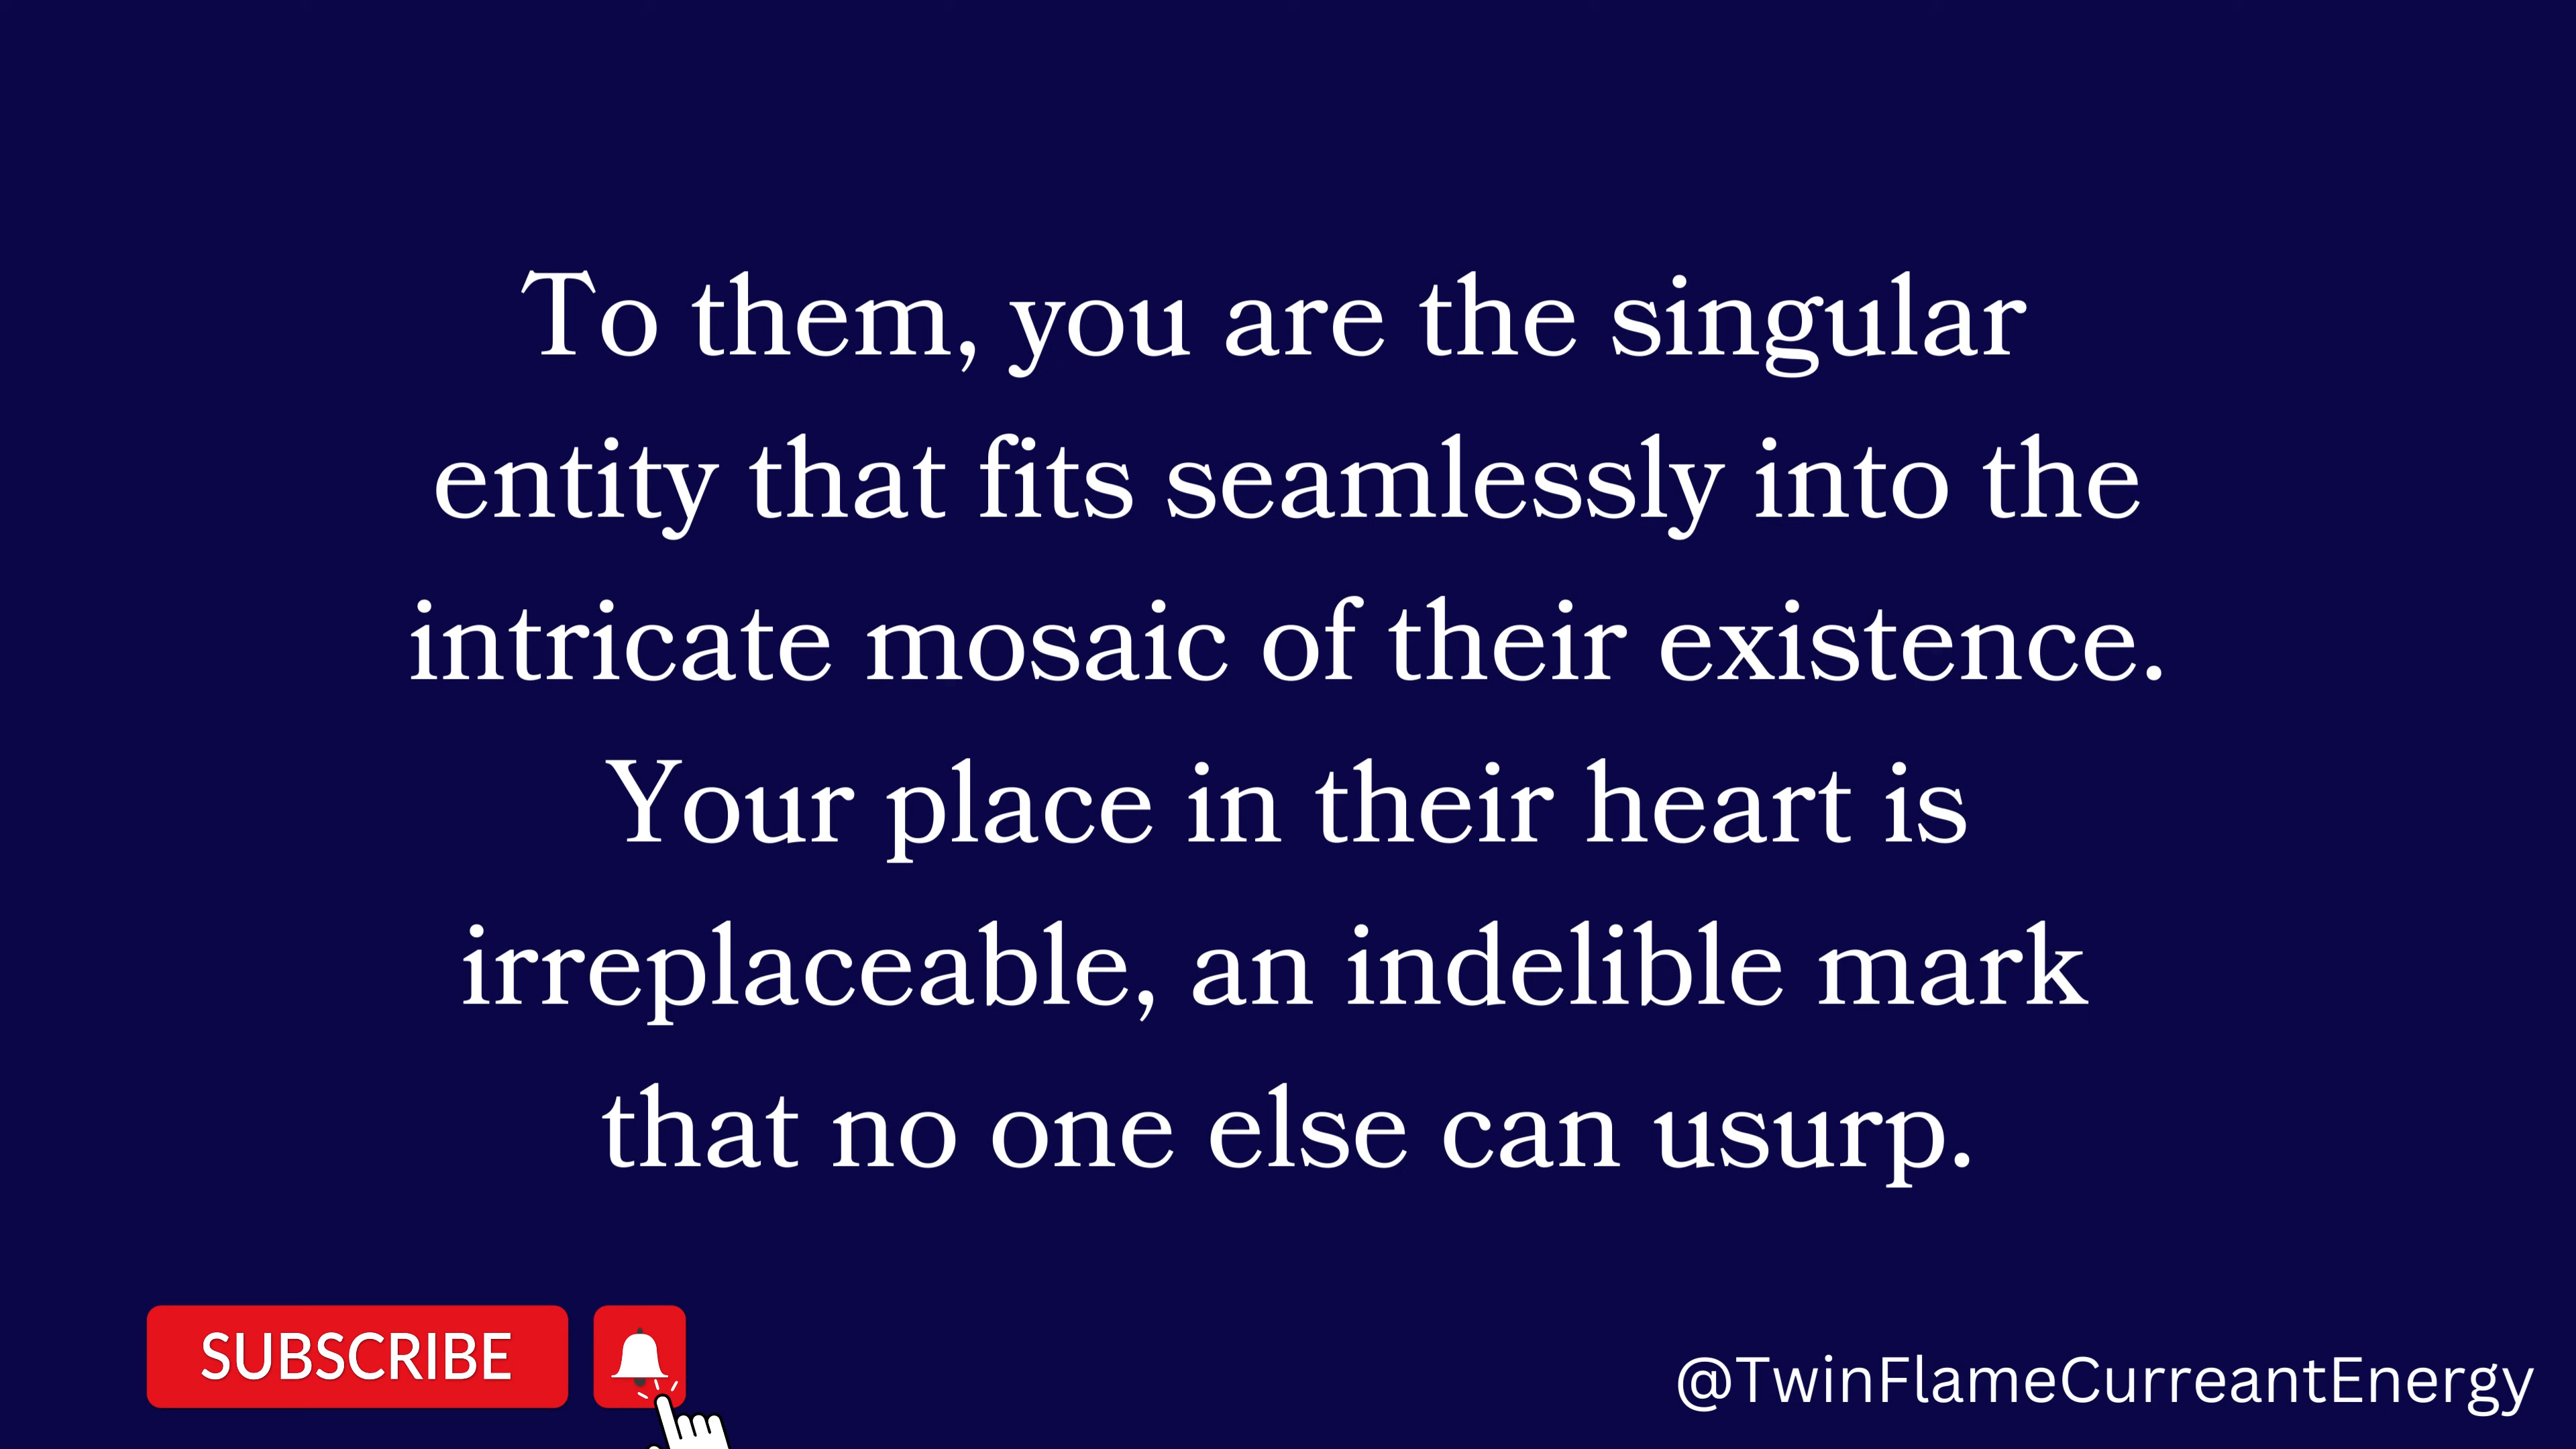 To them, you are the singular
entity that fits seamlessly into the
intricate mosaic of their existence.
Your place in their heart is
irreplaceable, an indelible mark
that no one else can usurp.
SUBSCRIBE
@TwinFlameCurreantEnergy